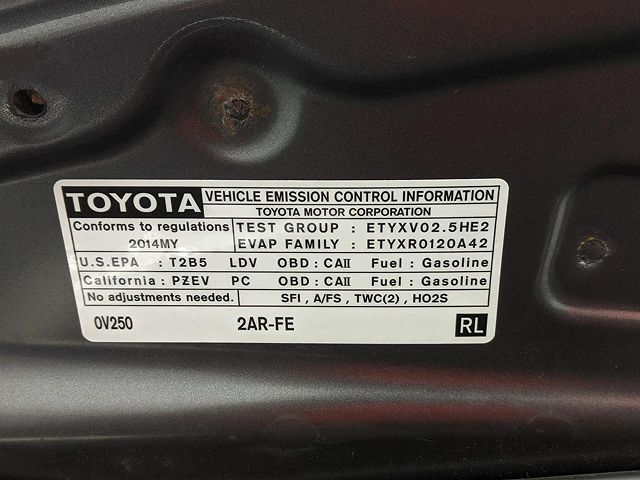 TOYOTA VEHICLE EMISSION CONTROL INFORMATION
TOYOTA MOTOR CORPORATION
Conforms to regulations TEST GROUP : ETYXV02.5HE2
2014MY EVAP FAMILY : ETYXR0120A42
U.S.EPA : T2B5 LDV OBD : CAII Fuel : Gasoline
California : PZEV PC OBD : CAII Fuel : Gasoline
No adjustments needed. SFI , A/FS , TWC(2) , HO2S
0V250 2AR-FE RL